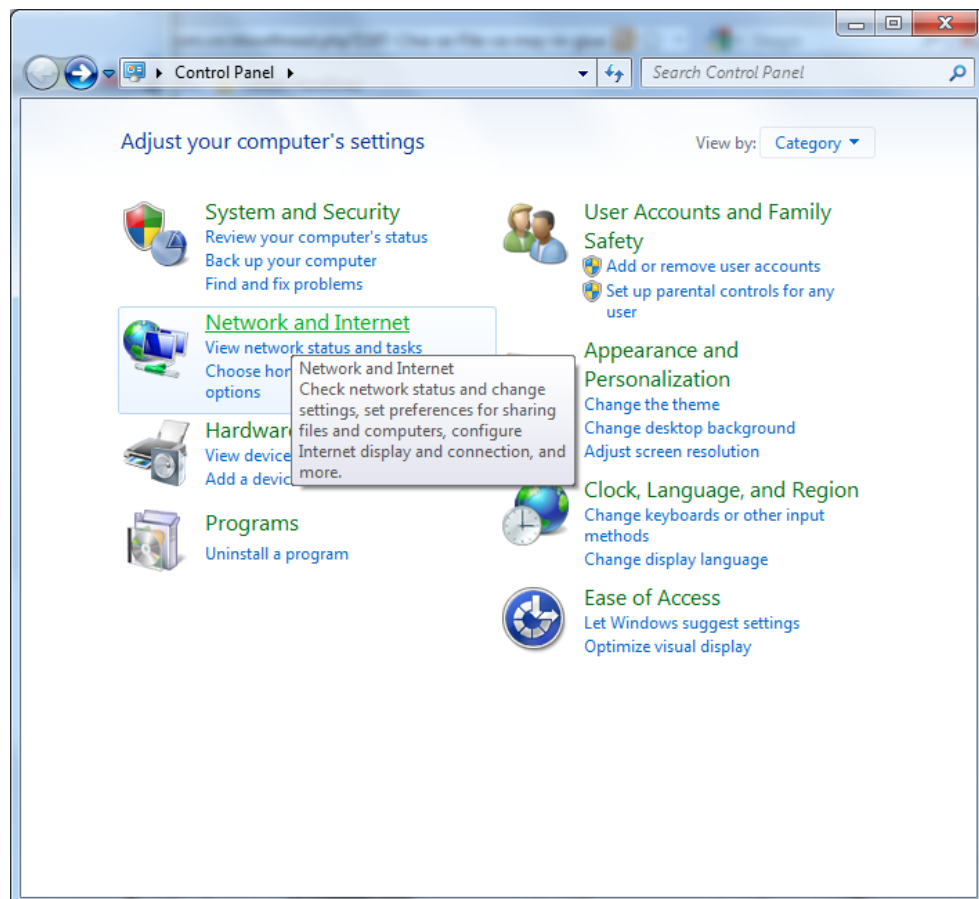 Control Panel
Search Control Panel
Adjust your computer's settings
View by: Category
System and Security
Review your computer's status
Back up your computer
Find and fix problems
Network and Internet
View network status and tasks
Choose
options
Network and Internet
Check network status and change
settings, set preferences for sharing
files and computers, configure
Internet display and connection, and
more.
View device
Programs
Uninstall a program
User Accounts and Family
Safety
Add or remove user accounts
Set up parental controls for any
user
Appearance and
Personalization
Change the theme
Change desktop background
Adjust screen resolution
Clock, Language, and Region
Change keyboards or other input
methods
Change display language
Ease of Access
Let Windows suggest settings
Optimize visual display